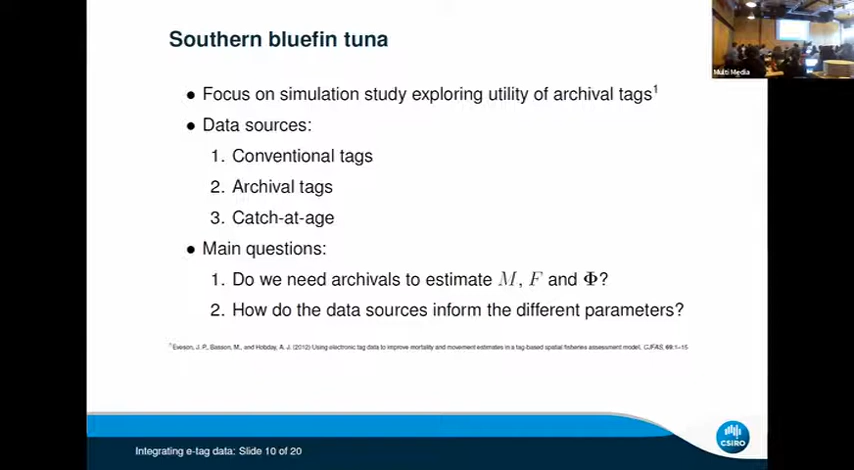 Southern bluefin tuna
Multi Media
• Focus on simulation study exploring utility of archival tags¹
• Data sources:
1. Conventional tags
2. Archival tags
3. Catch-at-age
• Main questions:
1. Do we need archivals to estimate M, F and Φ?
2. How do the data sources inform the different parameters?
¹Eveson, J. P., Basson, M., and Hobday, A. J. (2012) Using electronic tag data to improve mortality and movement estimates in a tag-based spatial fisheries assessment model. CJFAS, 69:1–15
CSIRO
Integrating e-tag data: Slide 10 of 20